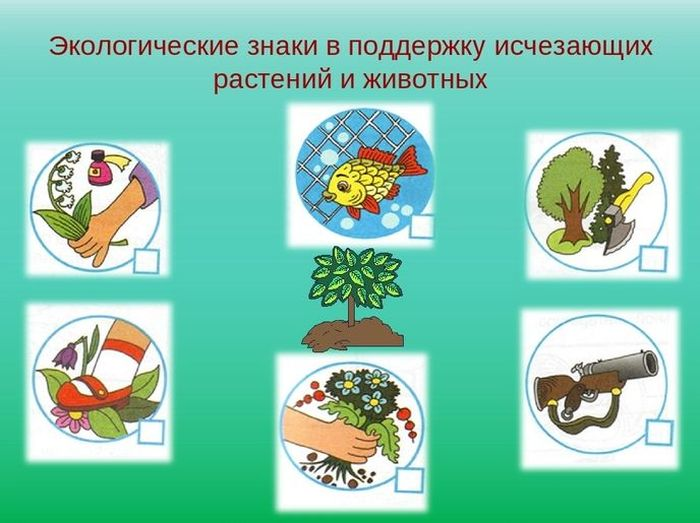 Экологические знаки в поддержку исчезающих
растений и животных